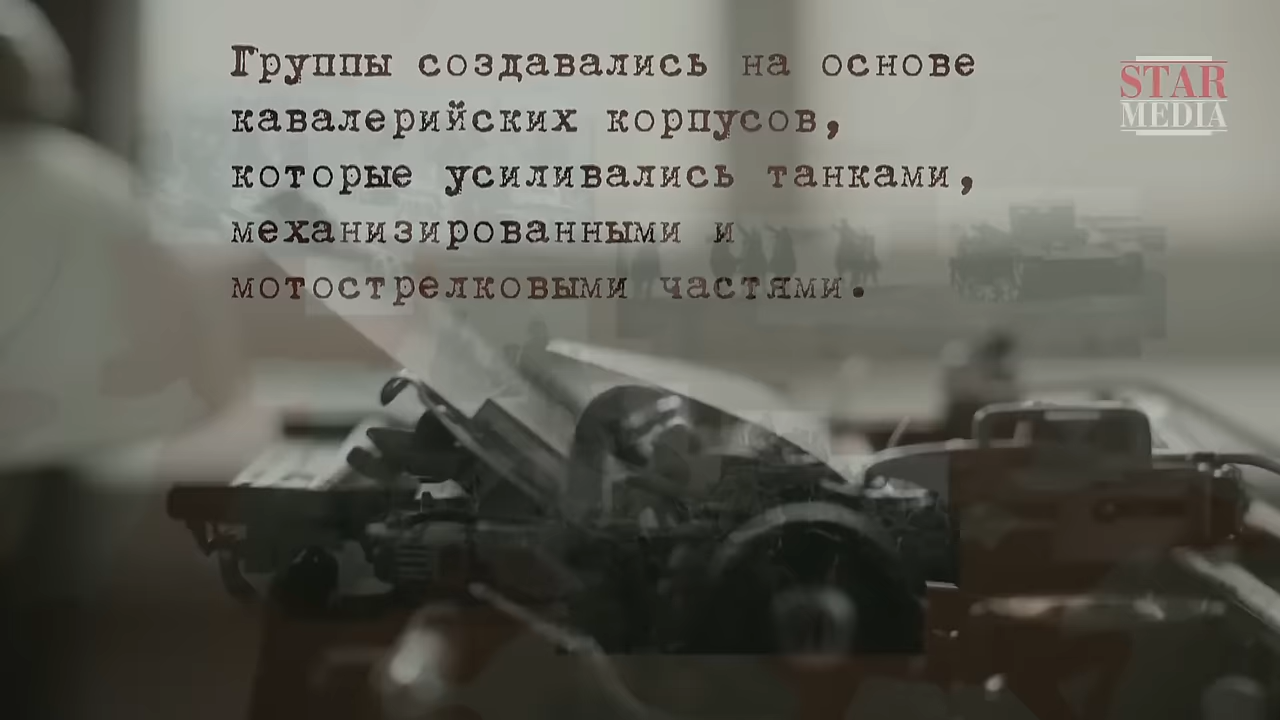 Группы создавались на основе
кавалерийских корпусов,
которые усиливались танками,
механизированными и
мотострелковыми частями.
STAR
MEDIA